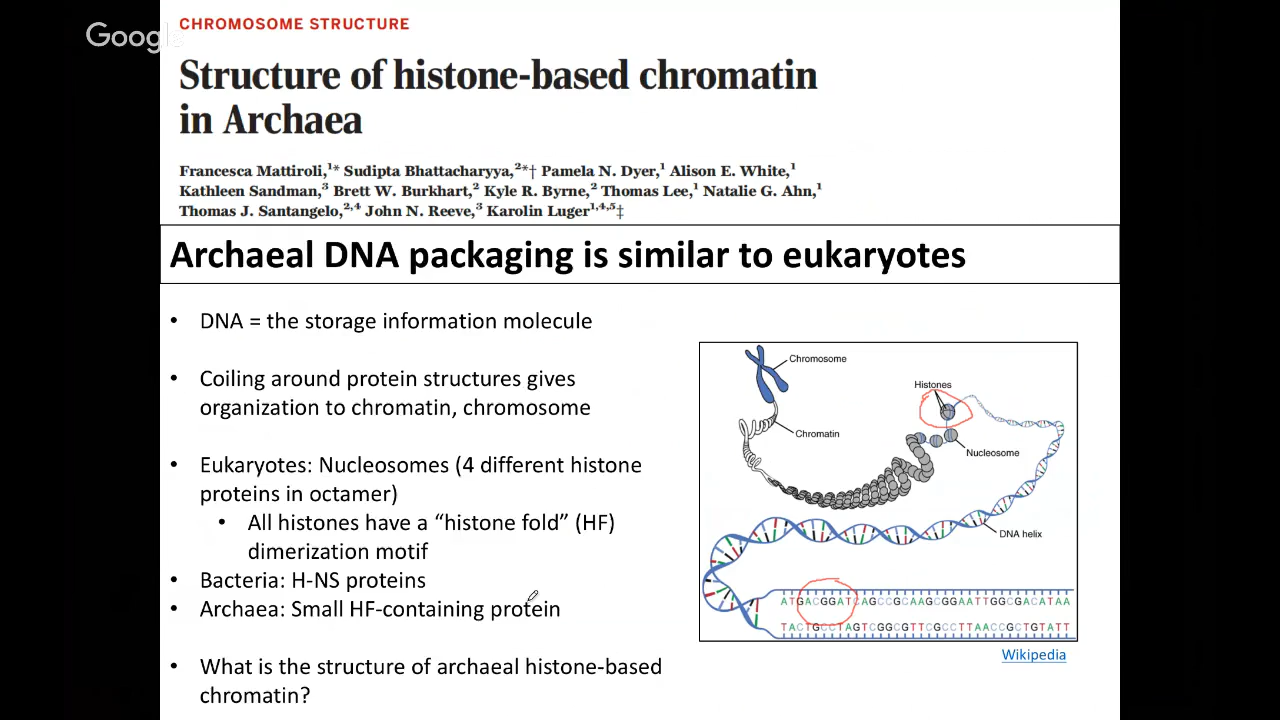 CHROMOSOME STRUCTURE
Google
Structure of histone-based chromatin
in Archaea
Francesca Mattiroli,¹* Sudipta Bhattacharyya,²*† Pamela N. Dyer,¹ Alison E. White,¹
Kathleen Sandman,³ Brett W. Burkhart,² Kyle R. Byrne,² Thomas Lee,¹ Natalie G. Ahn,¹
Thomas J. Santangelo,²,⁴ John N. Reeve,³ Karolin Luger¹,⁴,⁵‡
Archaeal DNA packaging is similar to eukaryotes
• DNA = the storage information molecule
• Coiling around protein structures gives
organization to chromatin, chromosome
• Eukaryotes: Nucleosomes (4 different histone
proteins in octamer)
• All histones have a “histone fold” (HF)
dimerization motif
• Bacteria: H-NS proteins
• Archaea: Small HF-containing protein
• What is the structure of archaeal histone-based
chromatin?
Chromosome
Histones
Chromatin
Nucleosome
DNA helix
ATGACGGATCAGCCGCAAGCGGAATTGGCGACATAA
TACTGCCTAGTCGGCGTTCGCCTTAACCGCTGTATT
Wikipedia